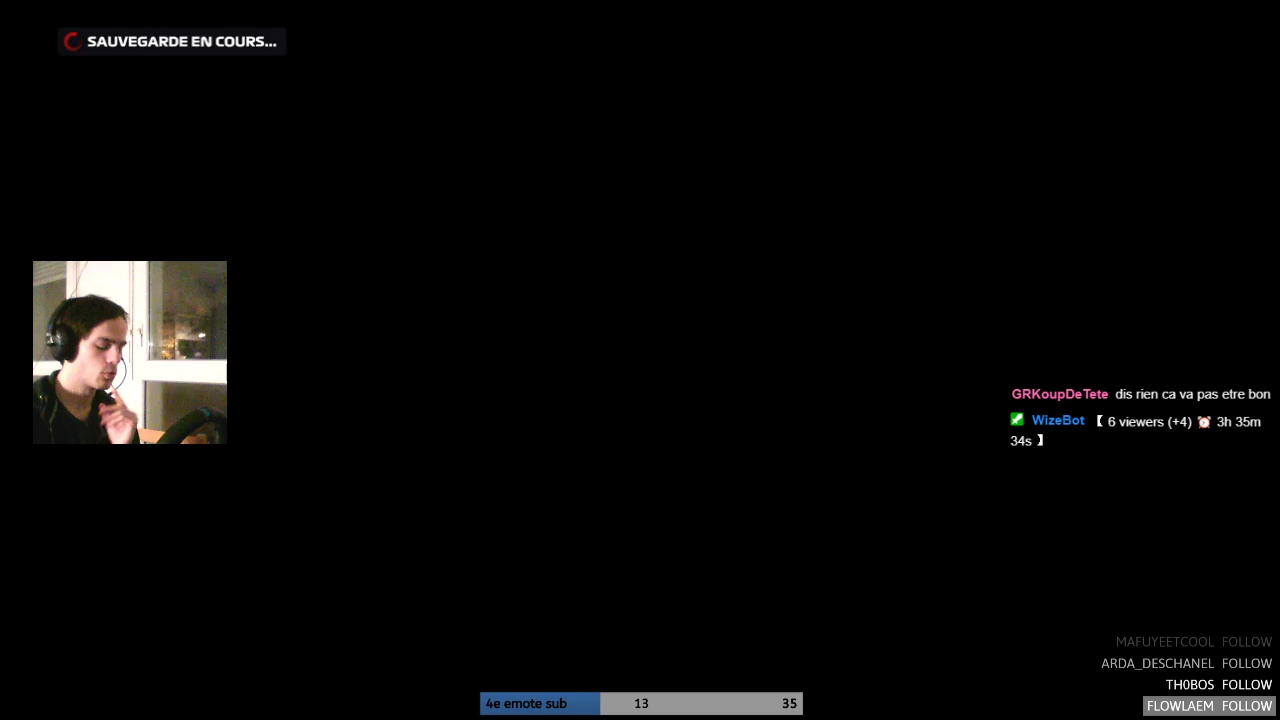 SAUVEGARDE EN COURS...
GRKoupDeTete dis rien ca va pas etre bon
WizeBot 【 6 viewers (+4) ⏰ 3h 35m
34s 】
MAFUYEETCOOL FOLLOW
ARDA_DESCHANEL FOLLOW
TH0BOS FOLLOW
FLOWLAEM FOLLOW
4e emote sub 13 35